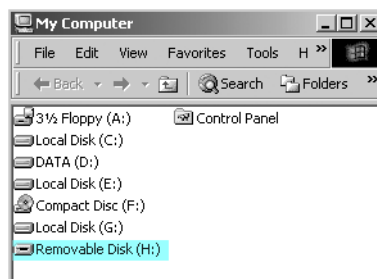 My Computer
File Edit View Favorites Tools H »
Back Search Folders »
3½ Floppy (A:) Control Panel
Local Disk (C:)
DATA (D:)
Local Disk (E:)
Compact Disc (F:)
Local Disk (G:)
Removable Disk (H:)